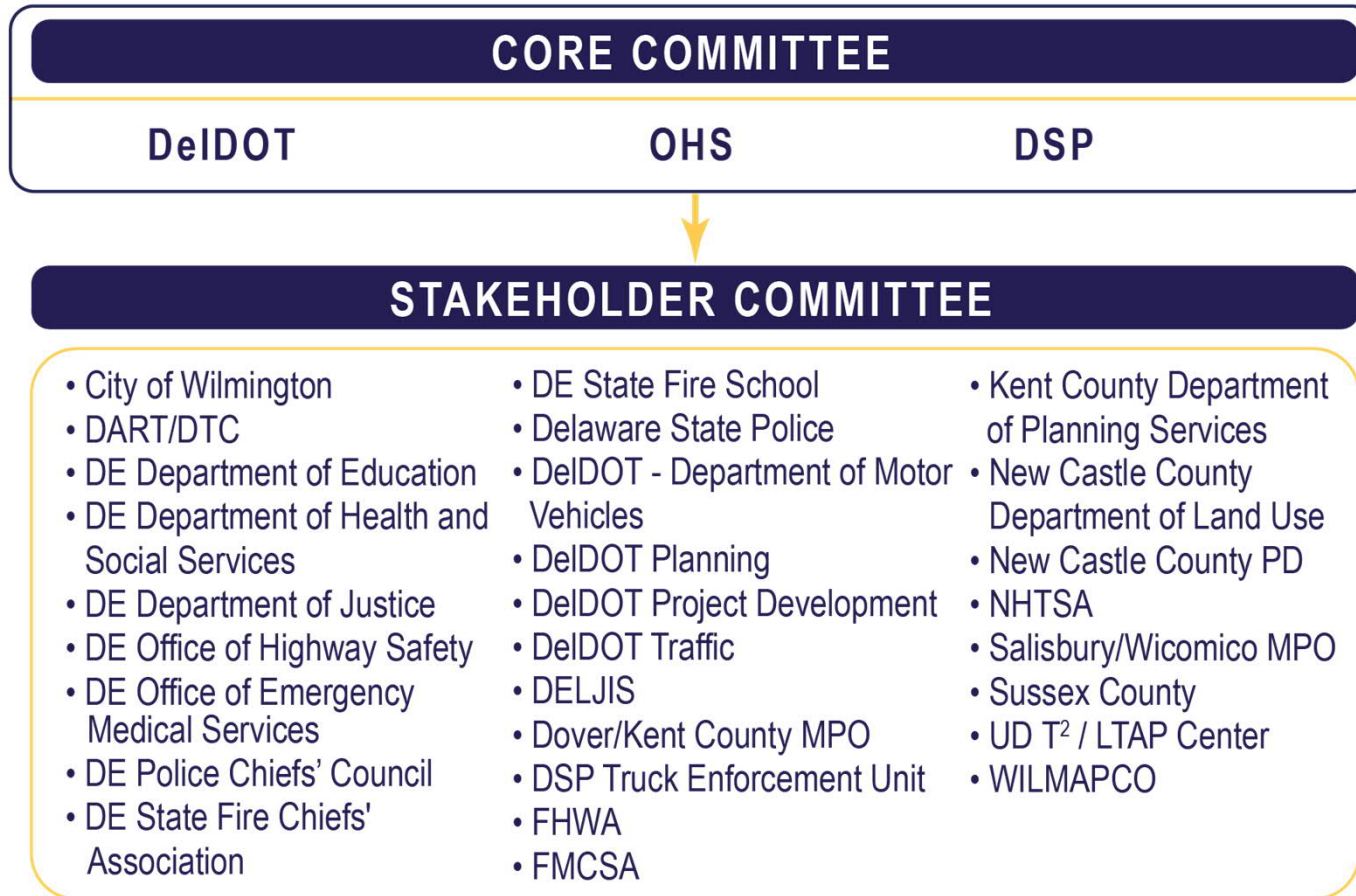 CORE COMMITTEE
DelDOT OHS DSP
STAKEHOLDER COMMITTEE
• City of Wilmington
• DART/DTC
• DE Department of Education
• DE Department of Health and
Social Services
• DE Department of Justice
• DE Office of Highway Safety
• DE Office of Emergency
Medical Services
• DE Police Chiefs’ Council
• DE State Fire Chiefs'
Association
• DE State Fire School
• Delaware State Police
• DelDOT - Department of Motor
Vehicles
• DelDOT Planning
• DelDOT Project Development
• DelDOT Traffic
• DELJIS
• Dover/Kent County MPO
• DSP Truck Enforcement Unit
• FHWA
• FMCSA
• Kent County Department
of Planning Services
• New Castle County
Department of Land Use
• New Castle County PD
• NHTSA
• Salisbury/Wicomico MPO
• Sussex County
• UD T² / LTAP Center
• WILMAPCO